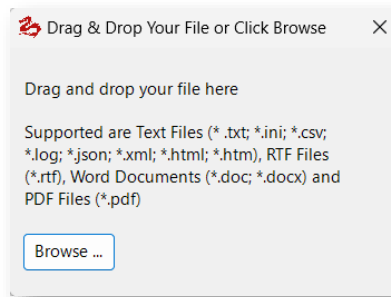 Drag & Drop Your File or Click Browse
Drag and drop your file here
Supported are Text Files (* .txt; *.ini; *.csv;
*.log; *.json; *.xml; *.html; *.htm), RTF Files
(*.rtf), Word Documents (*.doc; *.docx) and
PDF Files (*.pdf)
Browse ...